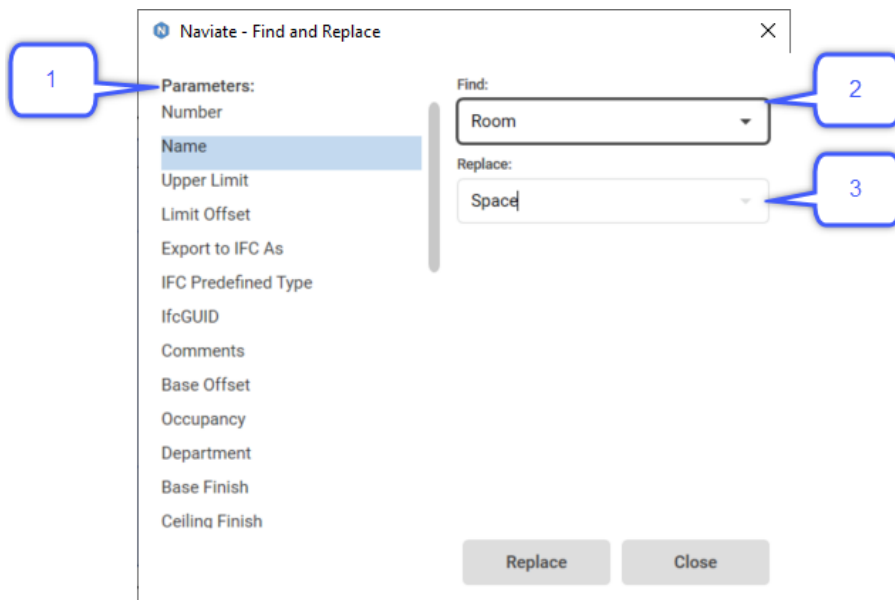 Naviate - Find and Replace
1
Parameters:
Number
Name
Upper Limit
Limit Offset
Export to IFC As
IFC Predefined Type
IfcGUID
Comments
Base Offset
Occupancy
Department
Base Finish
Ceiling Finish
Find:
Room
2
Replace:
Space
3
Replace
Close